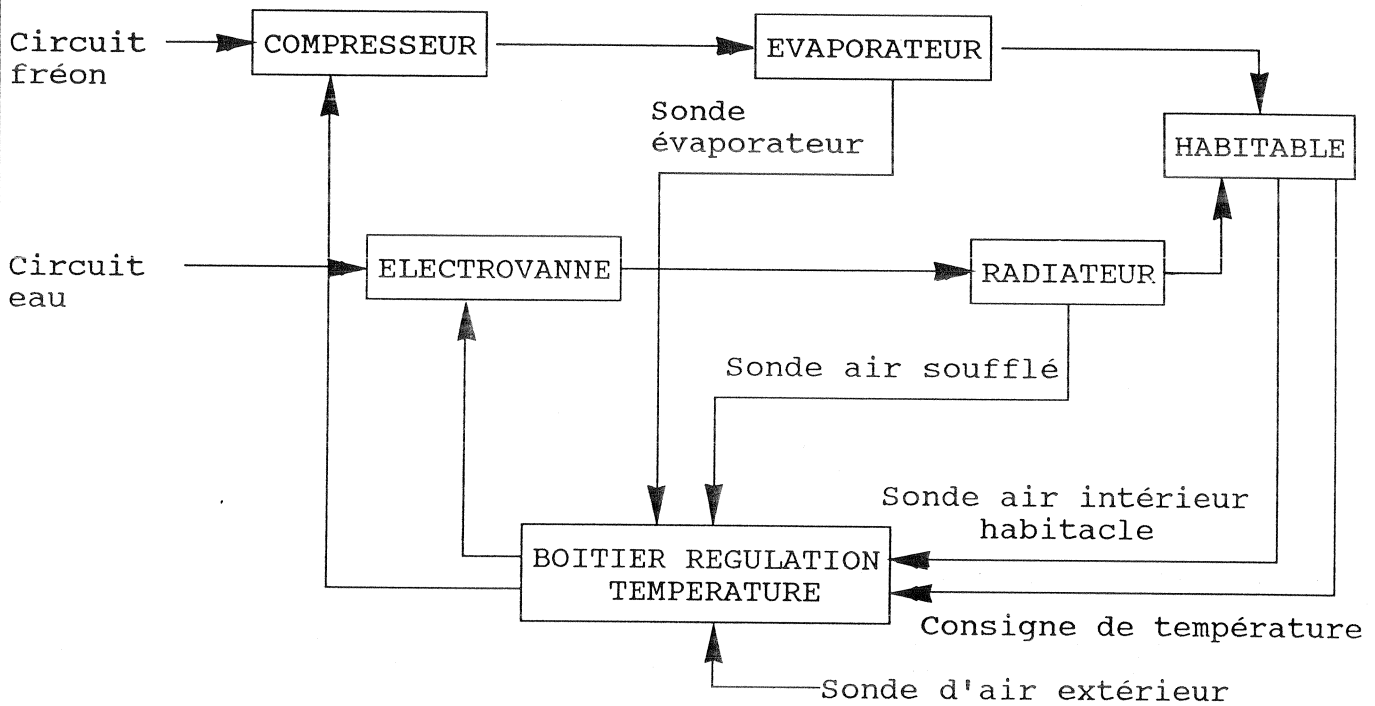 Circuit
fréon
COMPRESSEUR
EVAPORATEUR
Sonde
évaporateur
HABITABLE
Circuit
eau
ELECTROVANNE
RADIATEUR
Sonde air soufflé
Sonde air intérieur
habitacle
BOITIER REGULATION
TEMPERATURE
Consigne de température
Sonde d'air extérieur